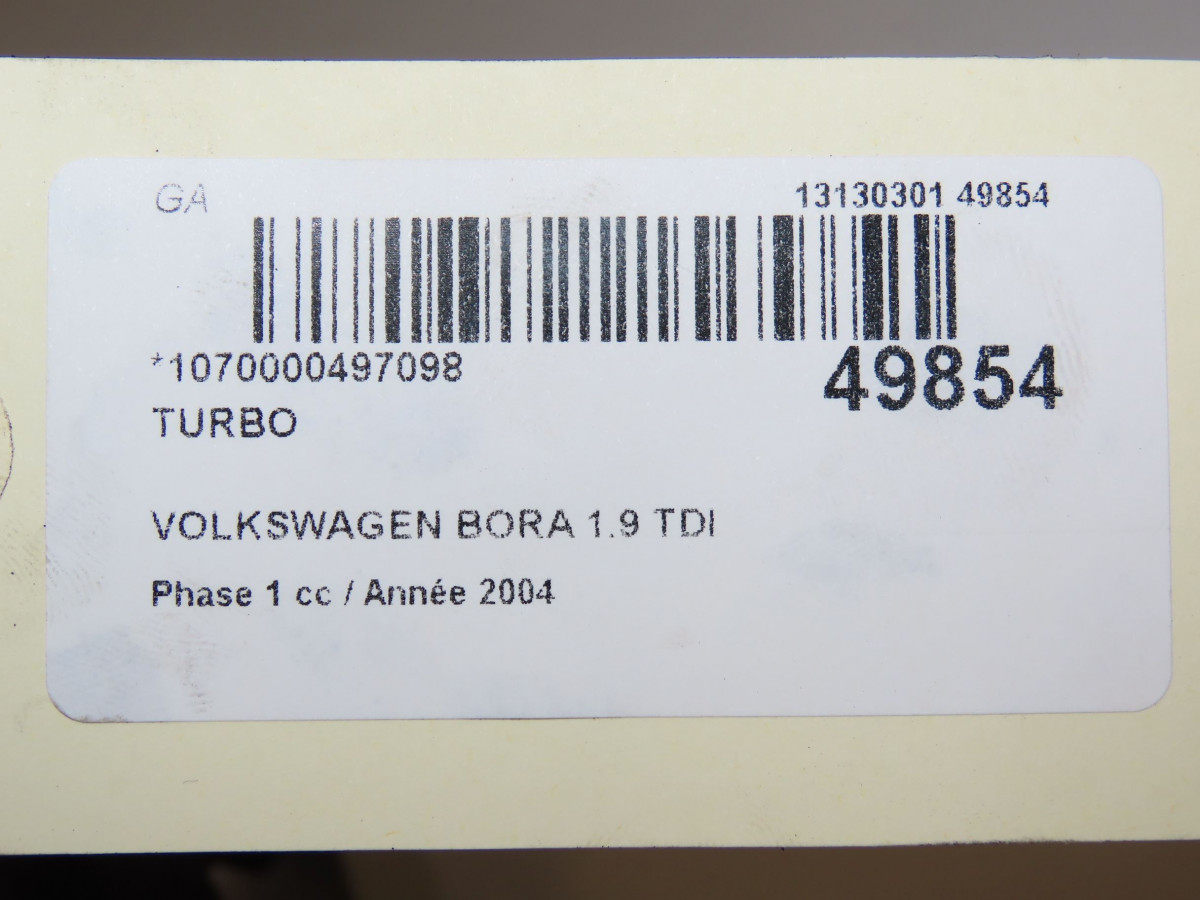 GA
13130301 49854
*1070000497098
49854
TURBO
VOLKSWAGEN BORA 1.9 TDI
Phase 1 cc / Année 2004